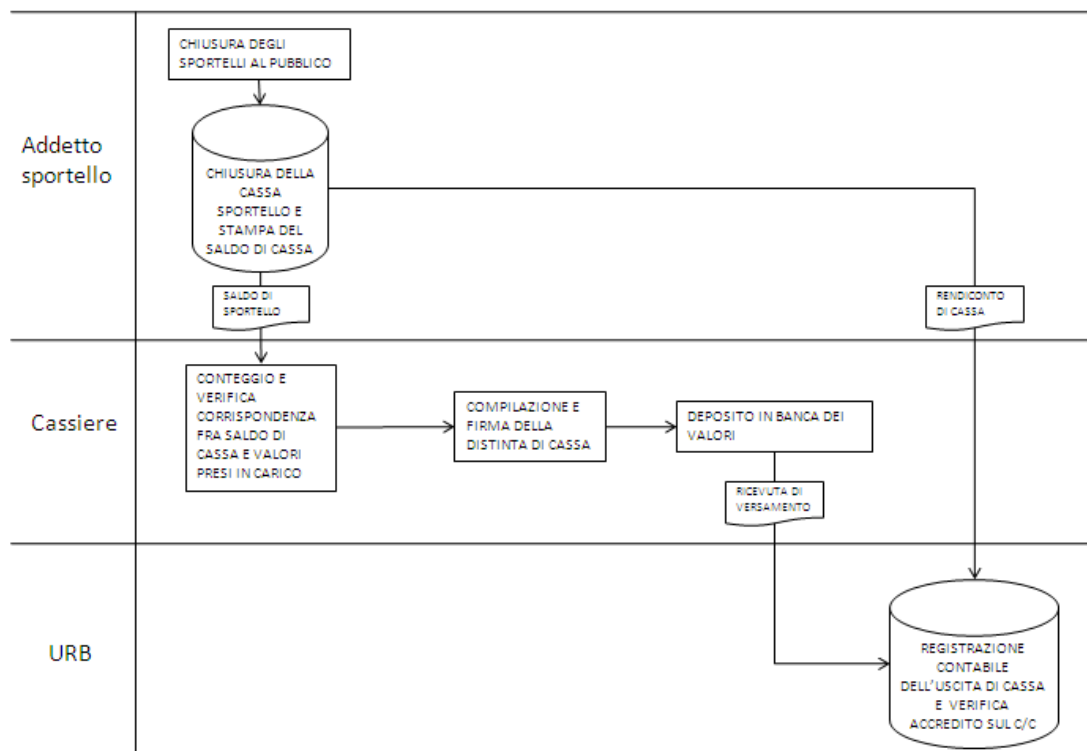 CHIUSURA DEGLI
SPORTELLI AL PUBBLICO
Addetto
sportello
CHIUSURA DELLA
CASSA
SPORTELLO E
STAMPA DEL
SALDO DI CASSA
SALDO DI
SPORTELLO
RENDICONTO
DI CASSA
Cassiere
CONTEGGIO E
VERIFICA
CORRISPONDENZA
FRA SALDO DI
CASSA E VALORI
PRESI IN CARICO
COMPILAZIONE E
FIRMA DELLA
DISTINTA DI CASSA
DEPOSITO IN BANCA DEI
VALORI
RICEVUTA DI
VERSAMENTO
URB
REGISTRAZIONE
CONTABILE
DELL'USCITA DI CASSA
E VERIFICA
ACCREDITO SUL C/C